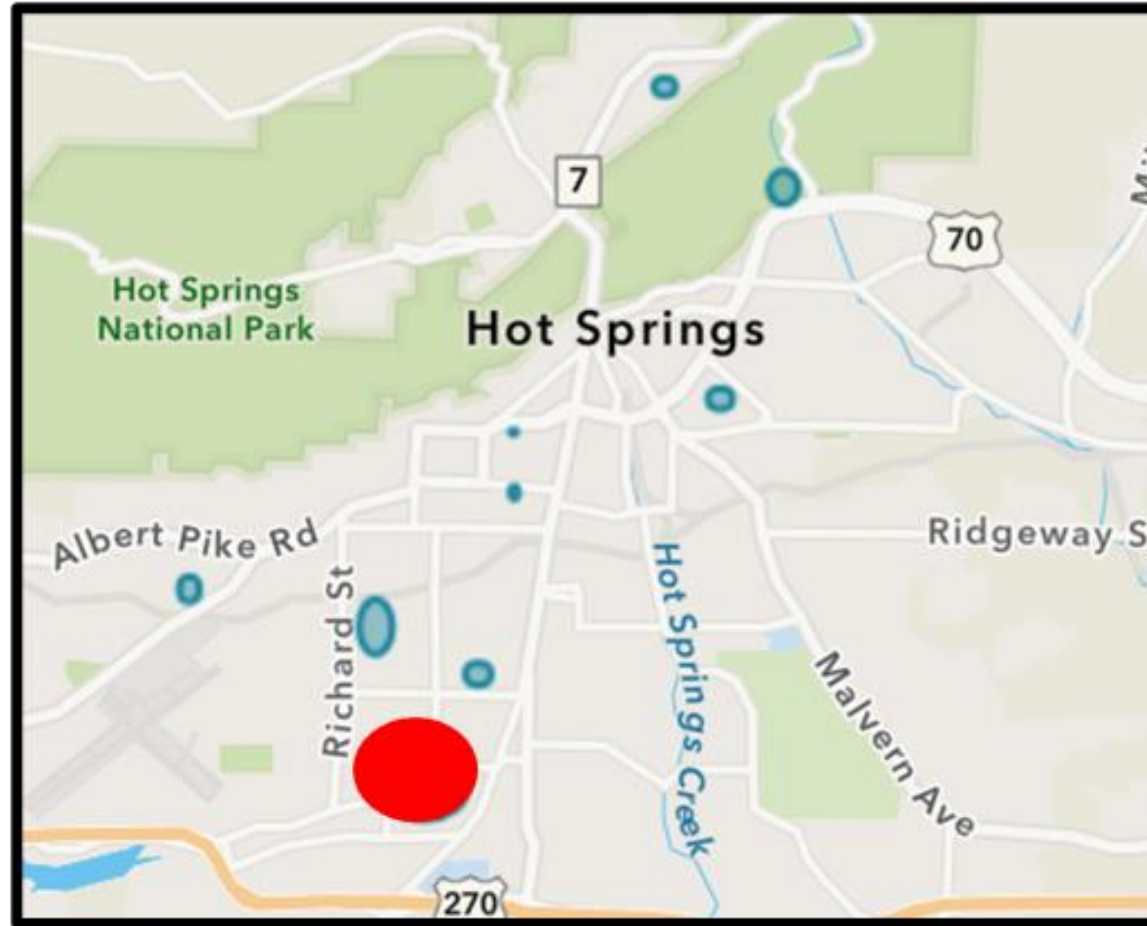 7
70
Hot Springs
National Park
Hot Springs
Albert Pike Rd
Ridgeway S
Richard St
Hot Springs Creek
Malvern Ave
270